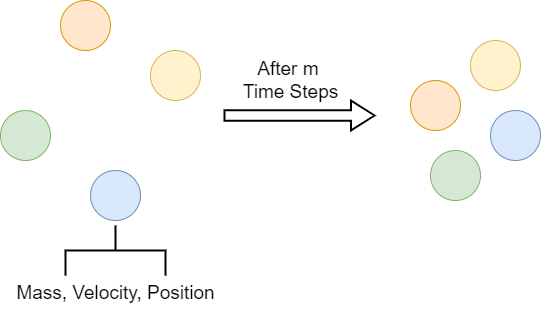 After m
Time Steps
Mass, Velocity, Position